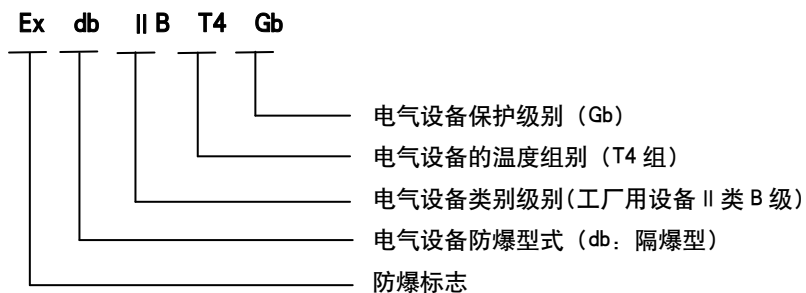 Ex db ⅡB T4 Gb
电气设备保护级别（Gb）
电气设备的温度组别（T4 组）
电气设备类别级别(工厂用设备Ⅱ类 B 级)
电气设备防爆型式（db：隔爆型）
防爆标志